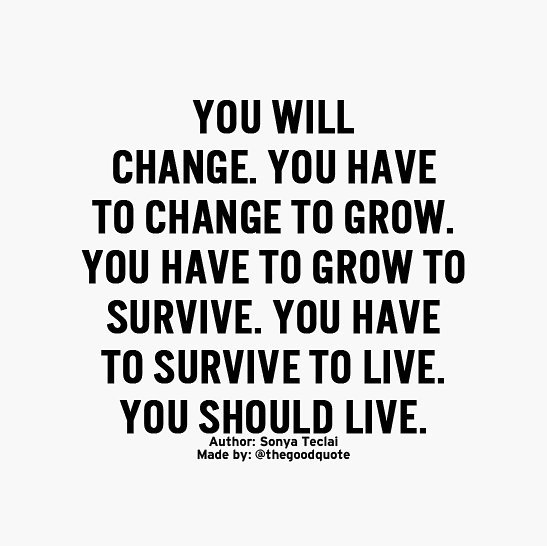 YOU WILL
CHANGE. YOU HAVE
TO CHANGE TO GROW.
YOU HAVE TO GROW TO
SURVIVE. YOU HAVE
TO SURVIVE TO LIVE.
YOU SHOULD LIVE.
Author: Sonya Teclai
Made by: @thegoodquote